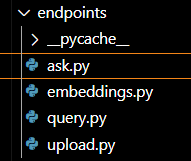 endpoints
__pycache__
ask.py
embeddings.py
query.py
upload.py